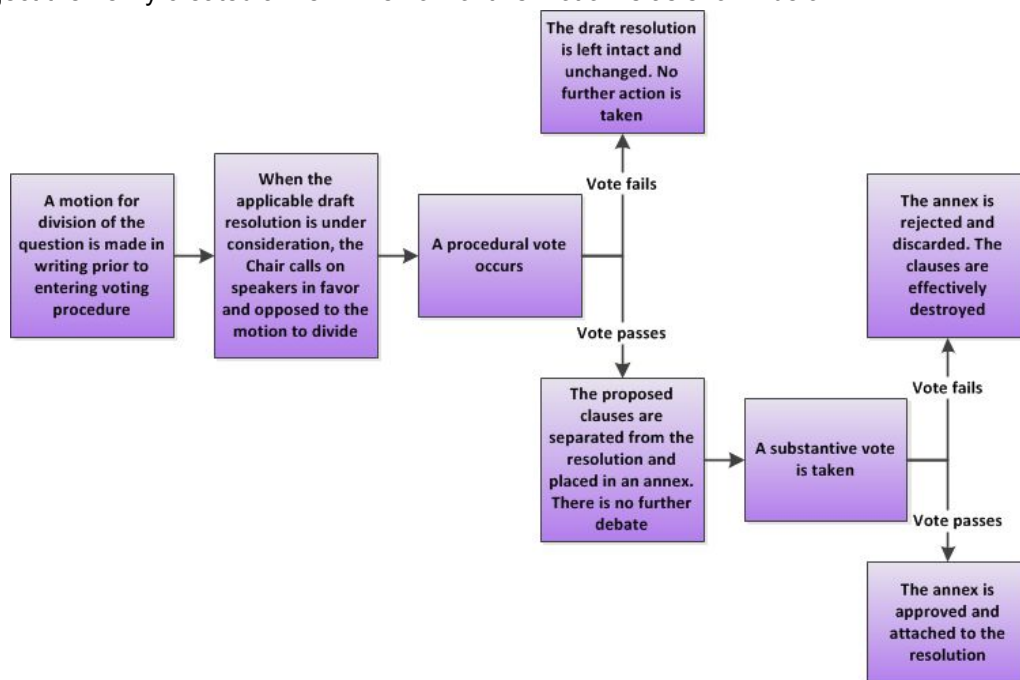 The draft resolution
is left intact and
unchanged. No
further action is
taken
Vote fails
A motion for
division of the
question is made in
writing prior to
entering voting
procedure
When the
applicable draft
resolution is under
consideration, the
Chair calls on
speakers in favor
and opposed to the
motion to divide
A procedural vote
occurs
Vote passes
The proposed
clauses are
separated from the
resolution and
placed in an annex.
There is no further
debate
A substantive vote
is taken
The annex is
rejected and
discarded. The
clauses are
effectively
destroyed
Vote fails
Vote passes
The annex is
approved and
attached to the
resolution